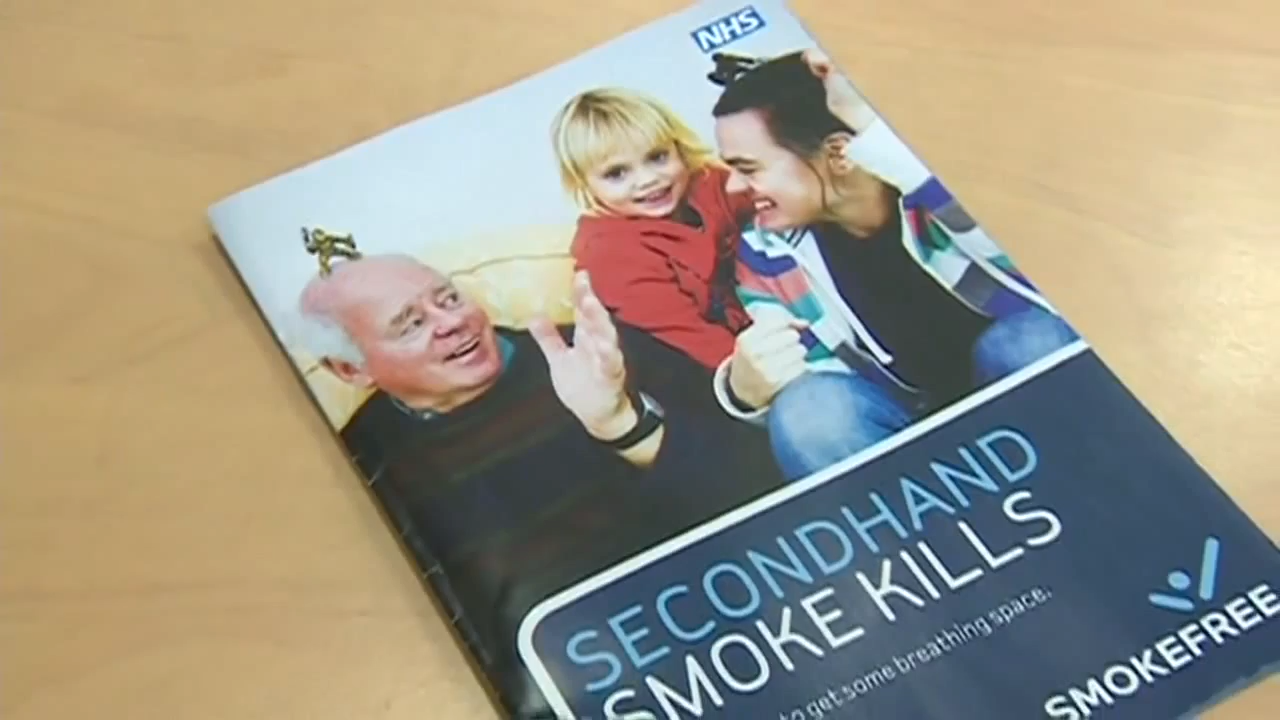 NHS
SECONDHAND
SMOKE KILLS
to get some breathing space.
SMOKEFREE